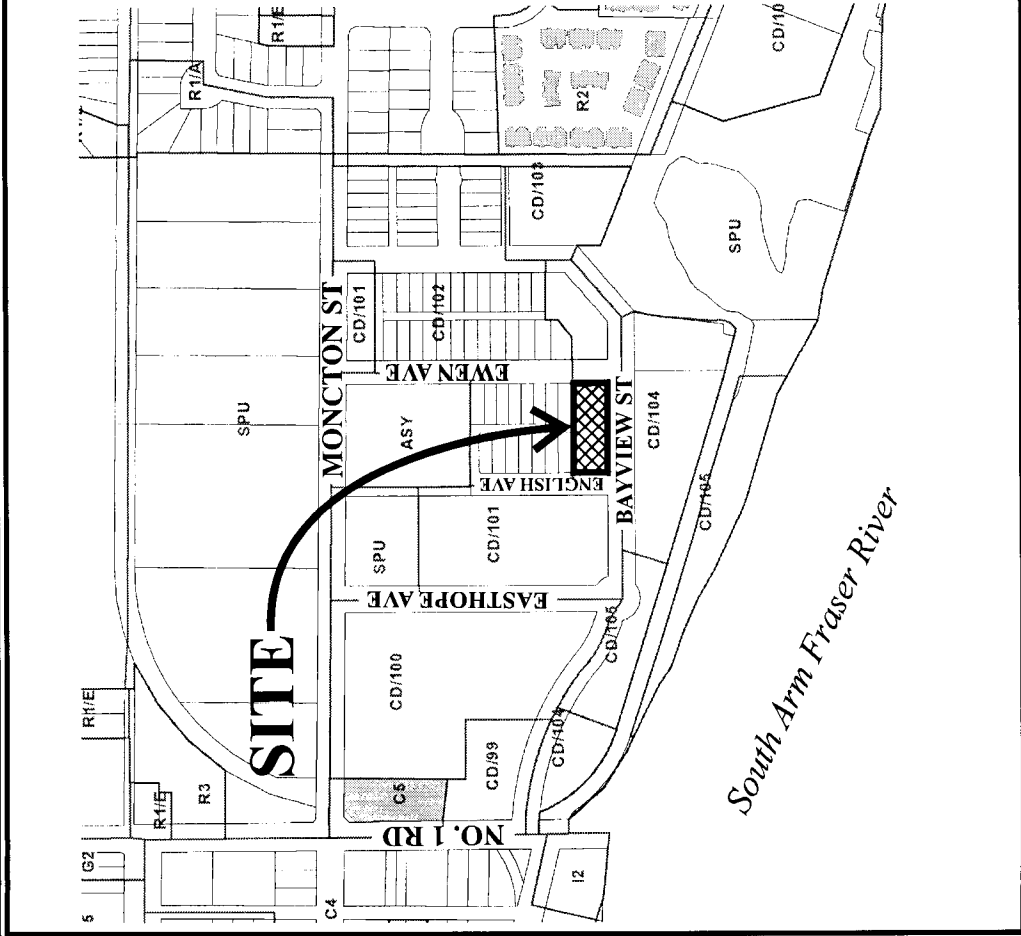 R1/E
CD/10
R1/A
R2
CD/103
SPU
MONCTON ST
CD/101
CD/102
EWEN AVE
SPU
ASY
BAYVIEW ST
CD/104
ENGLISH AVE
CD/105
SPU
CD/101
EASTHOPE AVE
SITE
CD/100
CD/105
South Arm Fraser River
R1/E
R3
R1/E
C5
CD/99
CD/104
NO. 1 RD
G2
5
C4
I2